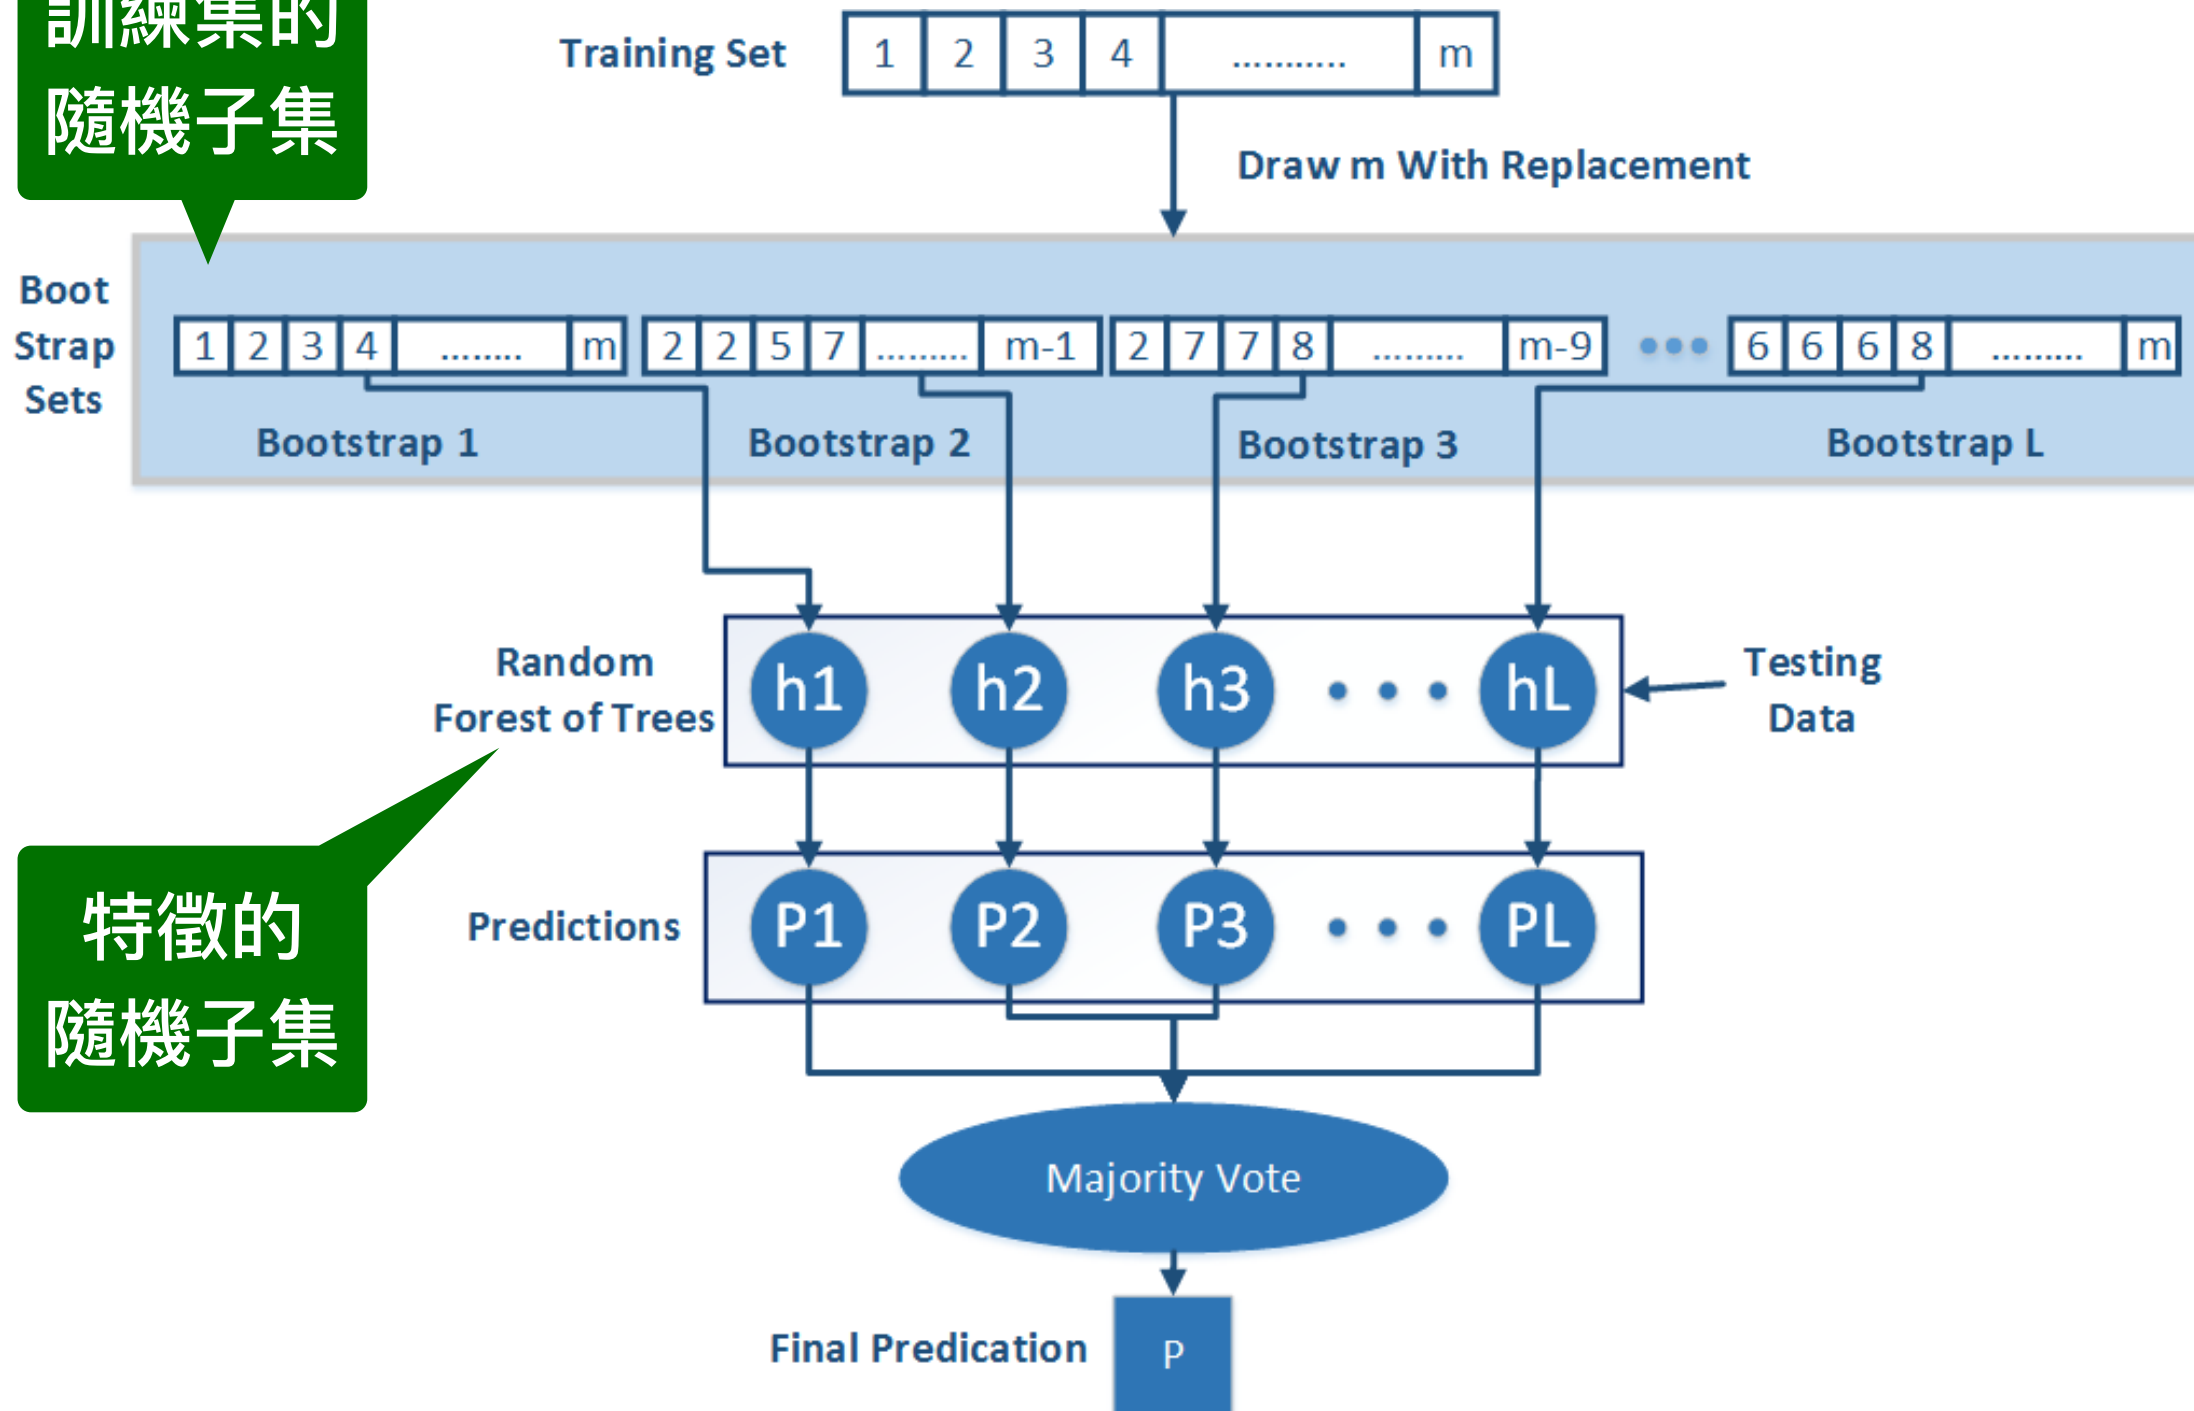 訓練集的
隨機子集
Training Set
1 2 3 4 ........... m
Draw m With Replacement
Boot
Strap
Sets
1 2 3 4 ........ m
2 2 5 7 ......... m-1
2 7 7 8 ......... m-9
6 6 6 8 ......... m
Bootstrap 1
Bootstrap 2
Bootstrap 3
Bootstrap L
Random
Forest of Trees
h1 h2 h3 hL
Testing
Data
特徵的
隨機子集
Predictions
P1 P2 P3 PL
Majority Vote
Final Predication
P